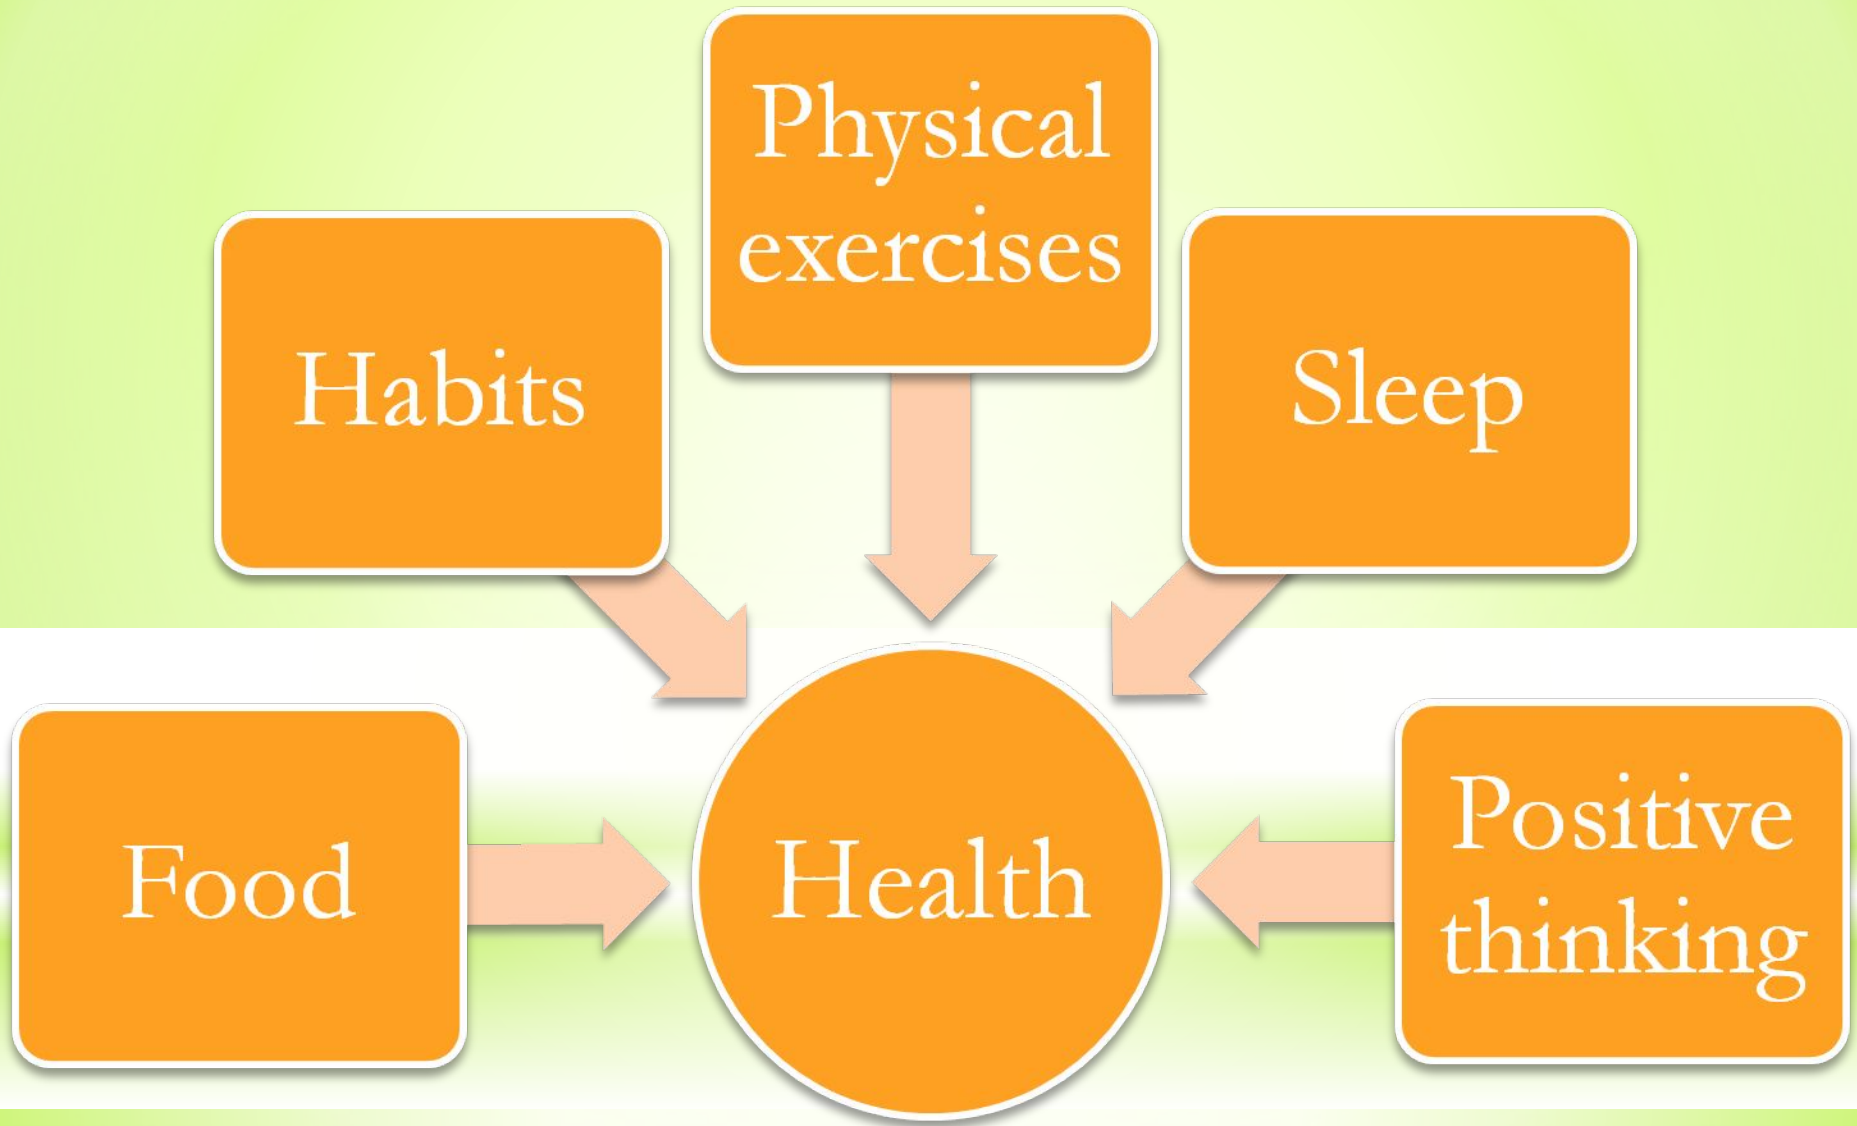 Physical
exercises
Habits
Sleep
Food
Health
Positive
thinking